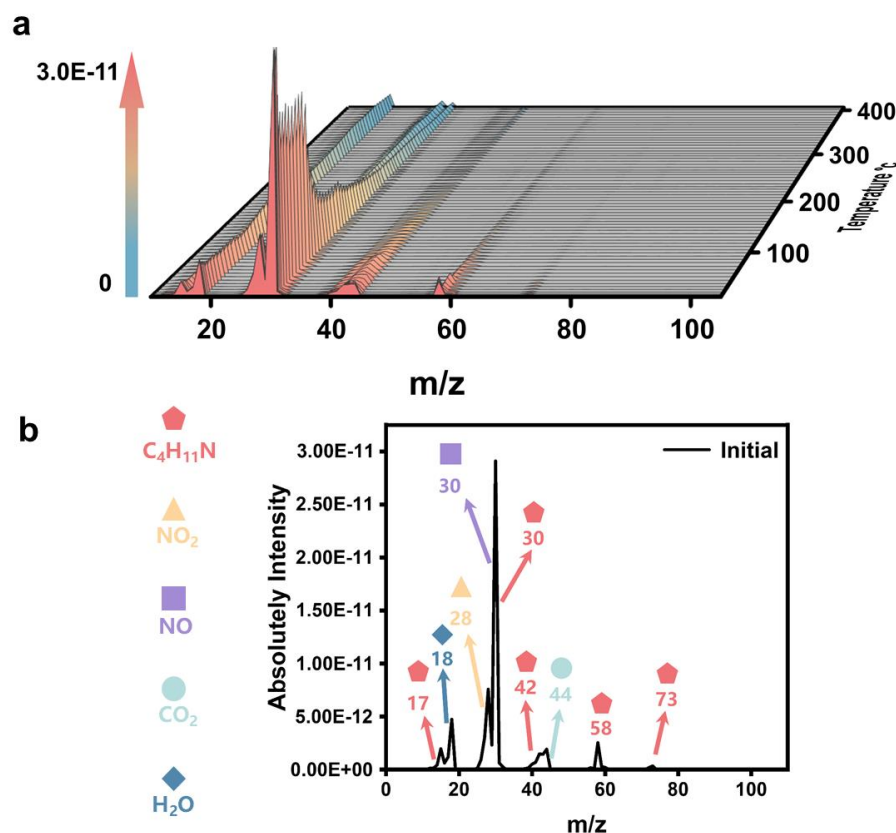 a
3.0E-11
0
400
300
200
100
Temperature °C
20 40 60 80 100
m/z
b
C₄H₁₁N
NO₂
NO
CO₂
H₂O
Absolutely Intensity
3.00E-11
2.50E-11
2.00E-11
1.50E-11
1.00E-11
5.00E-12
0.00E+00
Initial
30
30
28
18
17
42
44
58
73
0 20 40 60 80 100
m/z